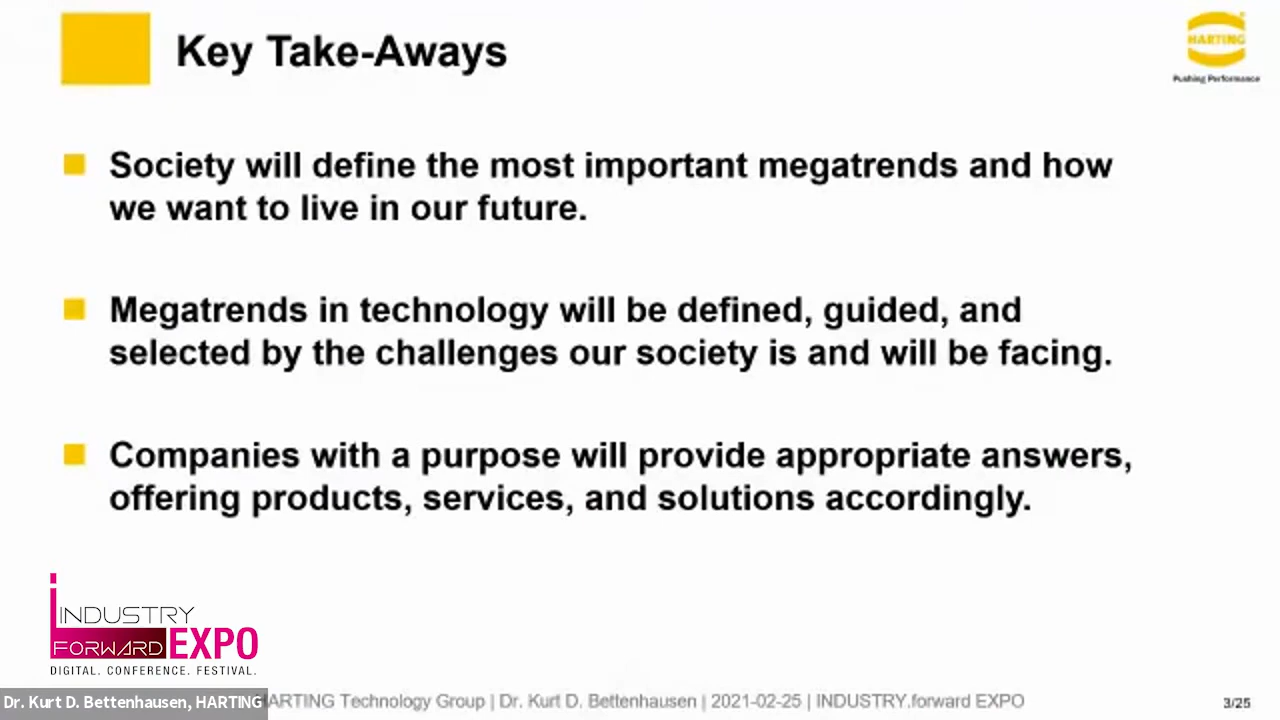 Key Take-Aways
HARTING
Pushing Performance
Society will define the most important megatrends and how
we want to live in our future.
Megatrends in technology will be defined, guided, and
selected by the challenges our society is and will be facing.
Companies with a purpose will provide appropriate answers,
offering products, services, and solutions accordingly.
INDUSTRY
FORWARD EXPO
DIGITAL. CONFERENCE. FESTIVAL.
Dr. Kurt D. Bettenhausen, HARTING
HARTING Technology Group | Dr. Kurt D. Bettenhausen | 2021-02-25 | INDUSTRY.forward EXPO
3/25